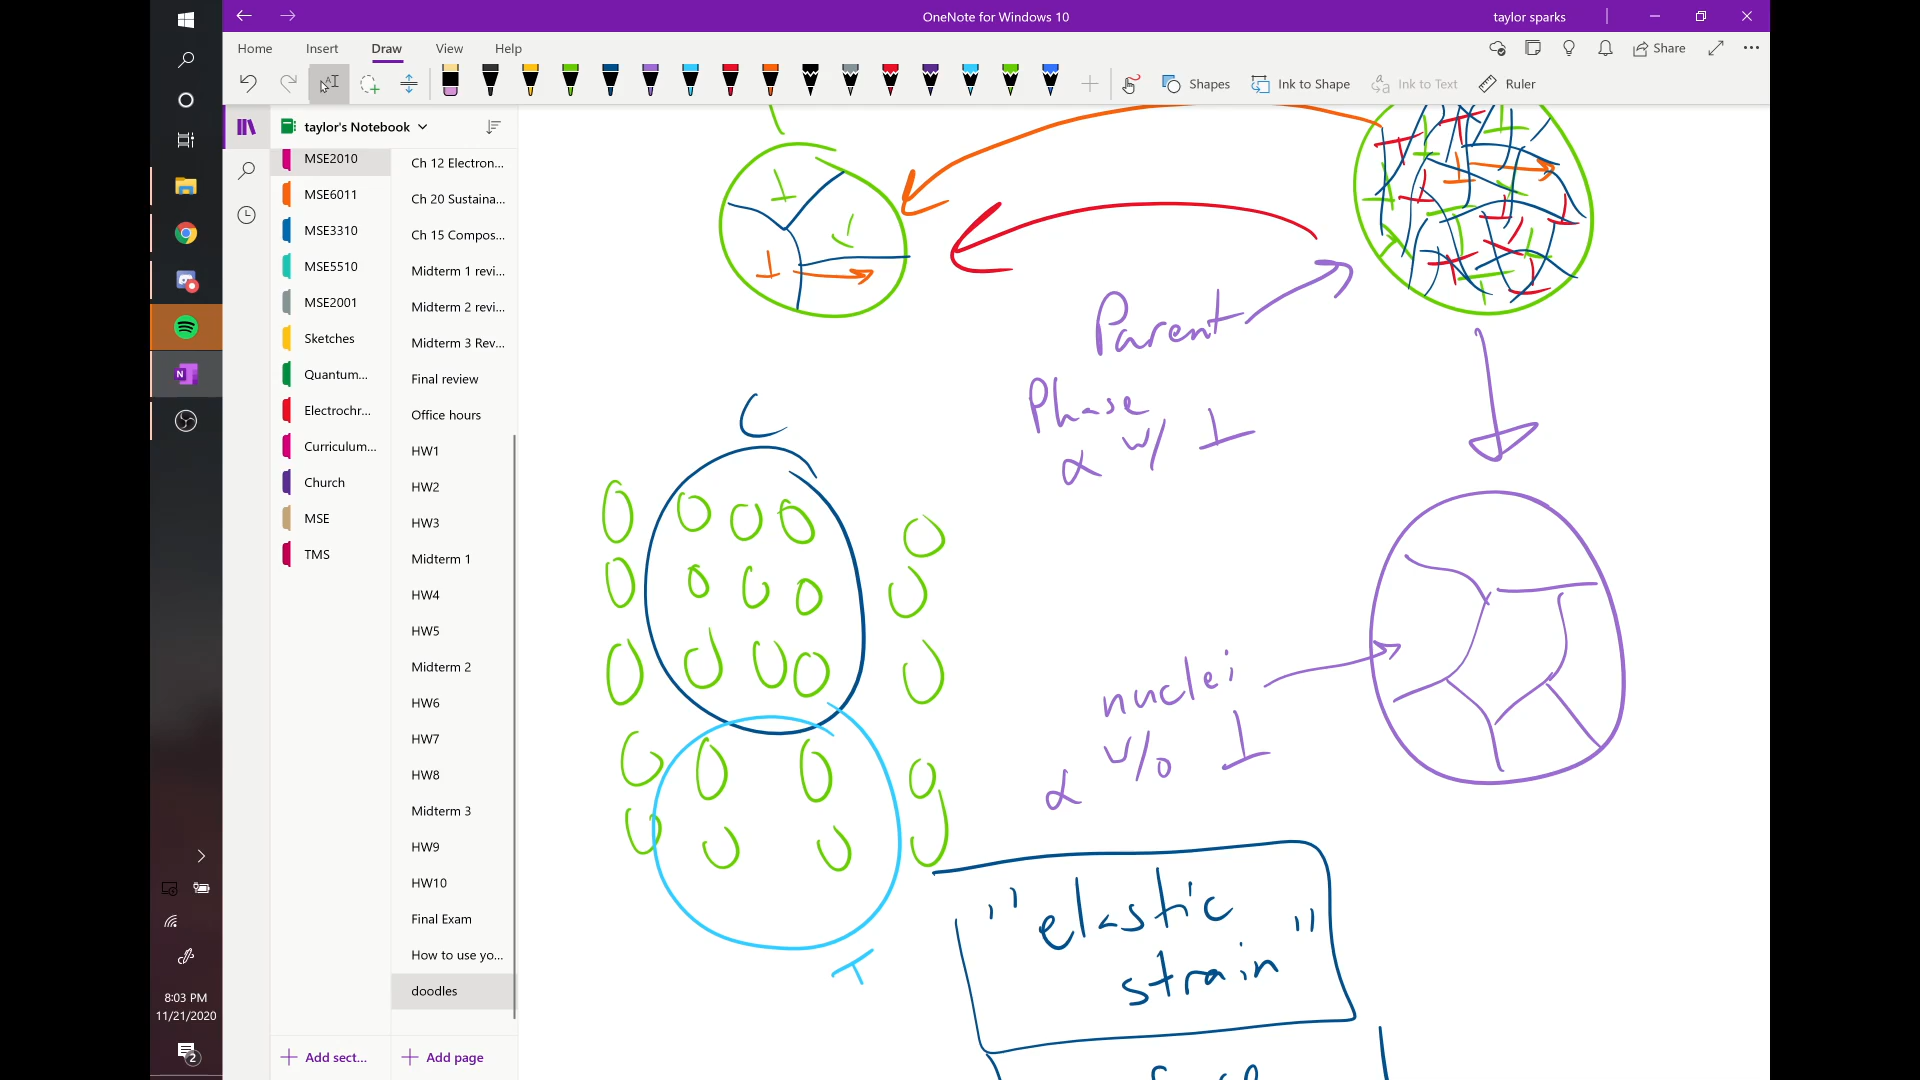 OneNote for Windows 10
taylor sparks
Home
Insert
Draw
View
Help
Share
Shapes
Ink to Shape
Ink to Text
Ruler
taylor's Notebook
MSE2010
MSE6011
MSE3310
MSE5510
MSE2001
Sketches
Quantum...
Electrochr...
Curriculum...
Church
MSE
TMS
Add sect...
Ch 12 Electron...
Ch 20 Sustaina...
Ch 15 Compos...
Midterm 1 revi...
Midterm 2 revi...
Midterm 3 Rev...
Final review
Office hours
HW1
HW2
HW3
Midterm 1
HW4
HW5
Midterm 2
HW6
HW7
HW8
Midterm 3
HW9
HW10
Final Exam
How to use yo...
doodles
Add page
Parent
Phase
α w/ ⊥
C
nuclei
α w/o ⊥
T
"elastic
strain"
8:03 PM
11/21/2020
2